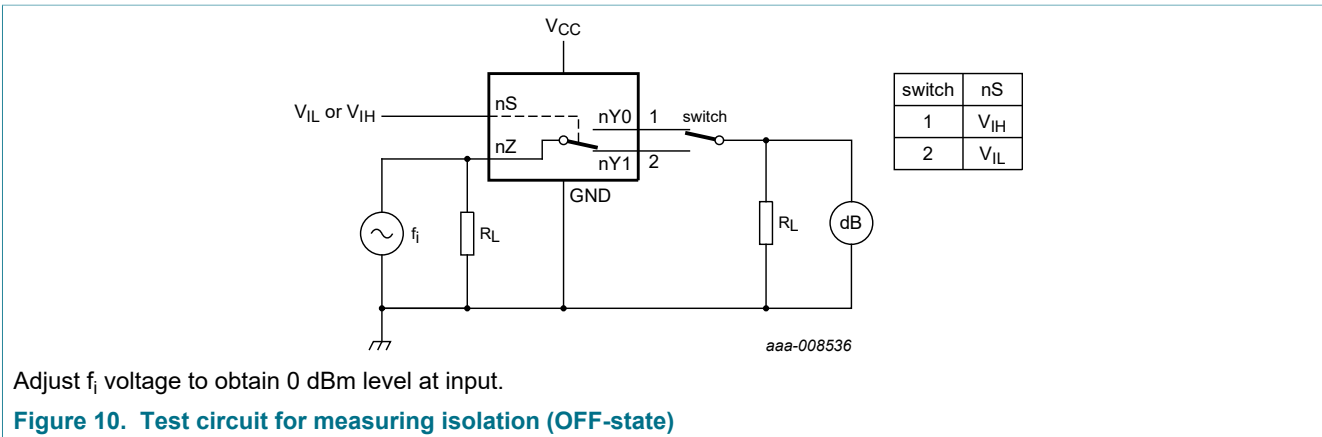 VCC
VIL or VIH
nS
nZ
nY0
nY1
1
2
switch
GND
fi
RL
RL
dB
switch nS
1 VIH
2 VIL
aaa-008536
Adjust fi voltage to obtain 0 dBm level at input.
Figure 10. Test circuit for measuring isolation (OFF-state)